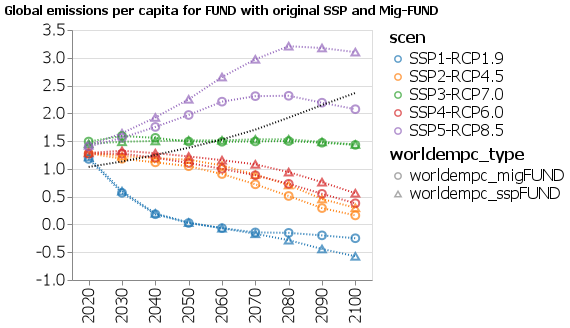 Global emissions per capita for FUND with original SSP and Mig-FUND
3.5
3.0
2.5
2.0
1.5
1.0
0.5
0.0
-0.5
-1.0
2020
2030
2040
2050
2060
2070
2080
2090
2100
scen
SSP1-RCP1.9
SSP2-RCP4.5
SSP3-RCP7.0
SSP4-RCP6.0
SSP5-RCP8.5
worldempc_type
worldempc_migFUND
worldempc_sspFUND